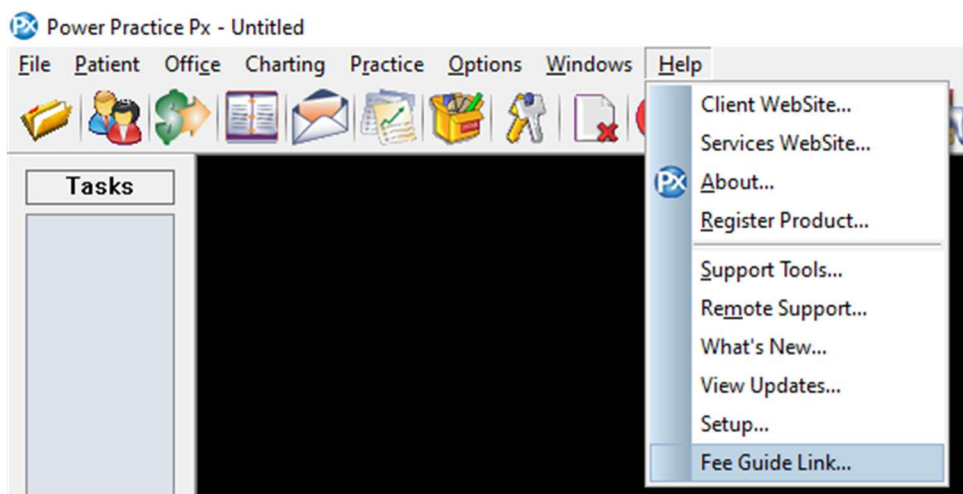 Power Practice Px - Untitled
File Patient Office Charting Practice Options Windows Help
Client WebSite...
Services WebSite...
Px About...
Register Product...
Tasks
Support Tools...
Remote Support...
What's New...
View Updates...
Setup...
Fee Guide Link...